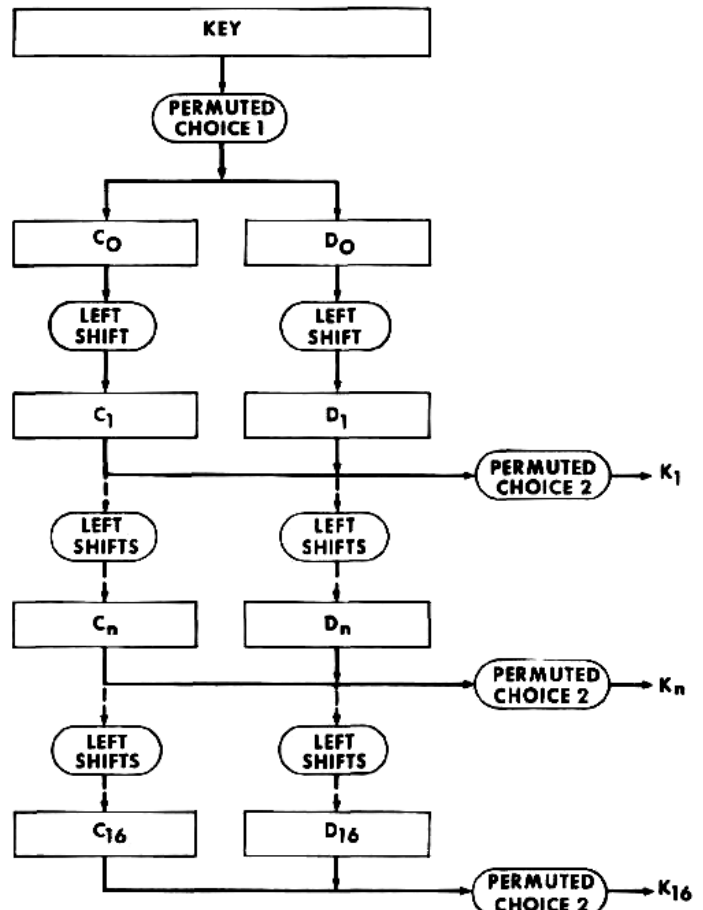 KEY
PERMUTED
CHOICE 1
C₀
D₀
LEFT
SHIFT
LEFT
SHIFT
C₁
D₁
PERMUTED
CHOICE 2
K₁
LEFT
SHIFTS
LEFT
SHIFTS
Cₙ
Dₙ
PERMUTED
CHOICE 2
Kₙ
LEFT
SHIFTS
LEFT
SHIFTS
C₁₆
D₁₆
PERMUTED
CHOICE 2
K₁₆